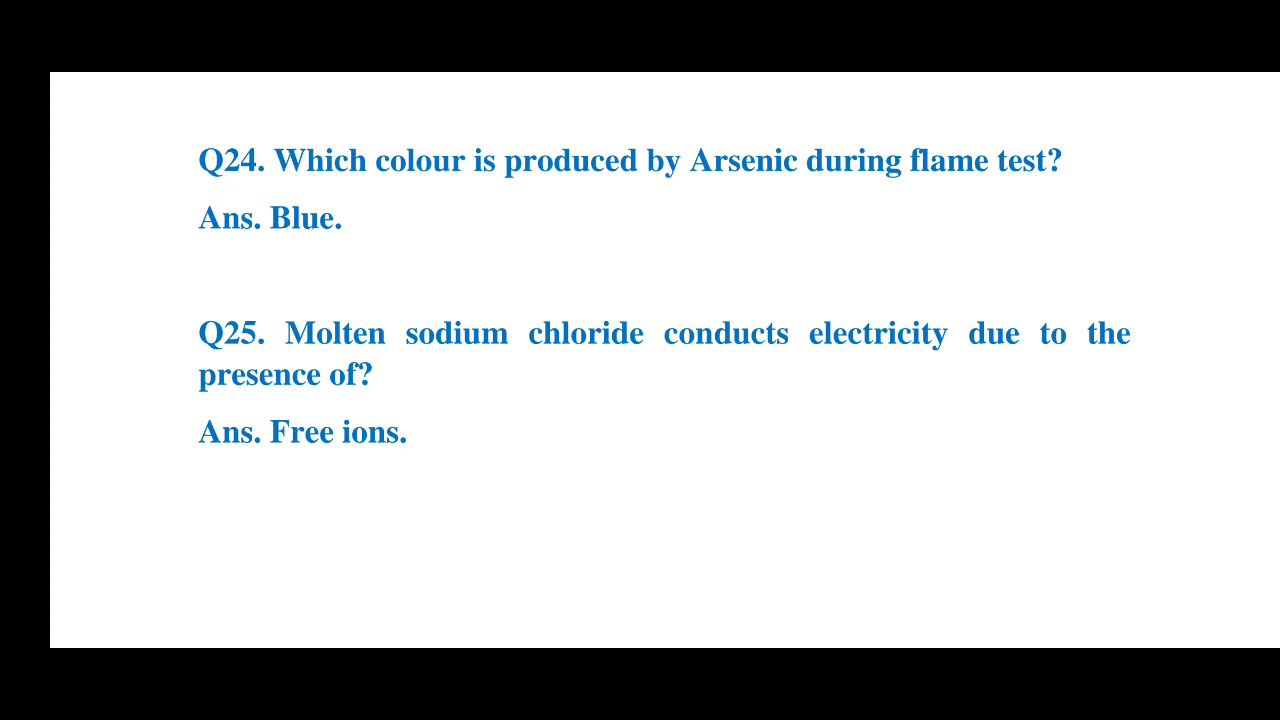 Q24. Which colour is produced by Arsenic during flame test?
Ans. Blue.
Q25. Molten sodium chloride conducts electricity due to the
presence of?
Ans. Free ions.